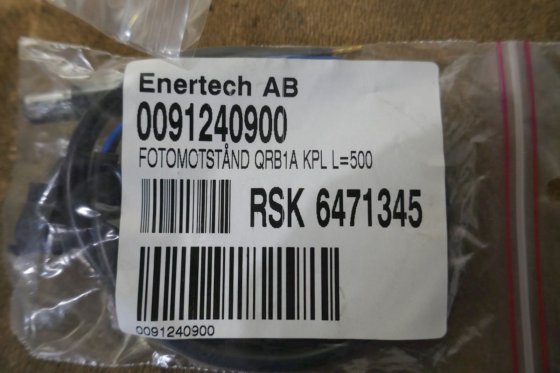 Enertech AB
0091240900
FOTOMOTSTÅND QRB1A KPL L=500
RSK 6471345
0091240900